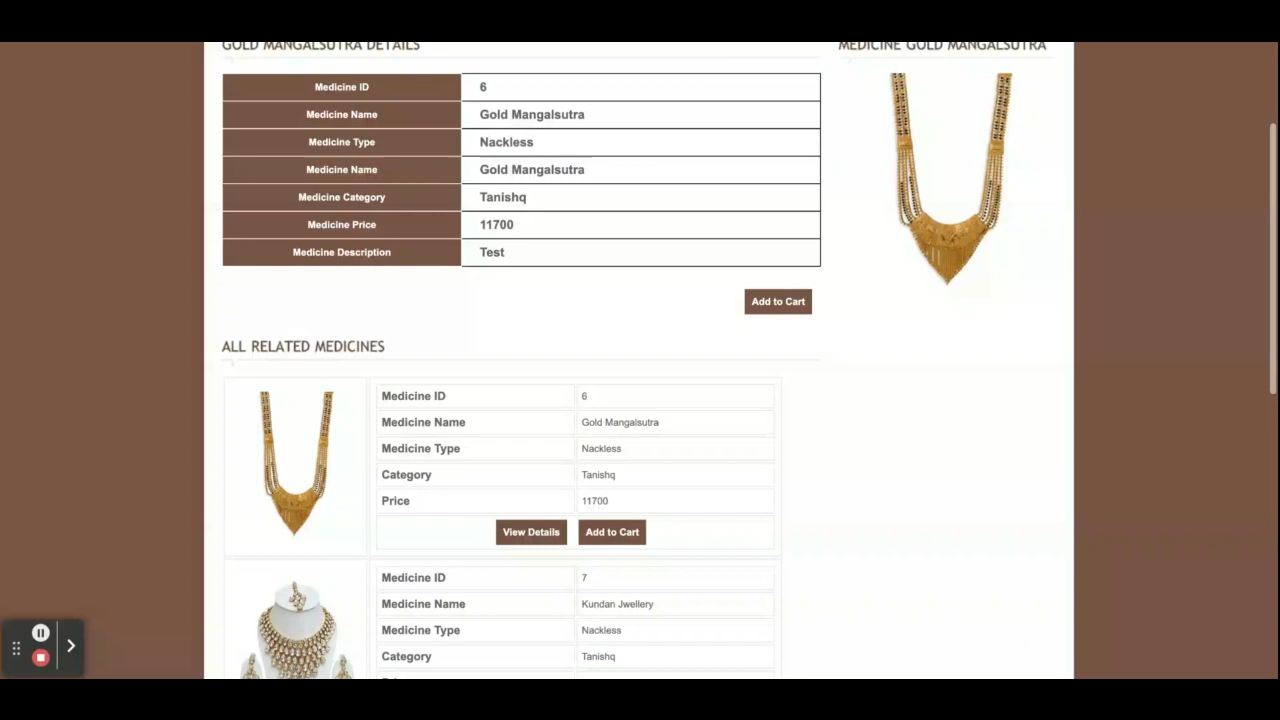 GOLD MANGALSUTRA DETAILS
MEDICINE GOLD MANGALSUTRA
Medicine ID 6
Medicine Name Gold Mangalsutra
Medicine Type Nackless
Medicine Name Gold Mangalsutra
Medicine Category Tanishq
Medicine Price 11700
Medicine Description Test
Add to Cart
ALL RELATED MEDICINES
Medicine ID 6
Medicine Name Gold Mangalsutra
Medicine Type Nackless
Category Tanishq
Price 11700
View Details Add to Cart
Medicine ID 7
Medicine Name Kundan Jwellery
Medicine Type Nackless
Category Tanishq